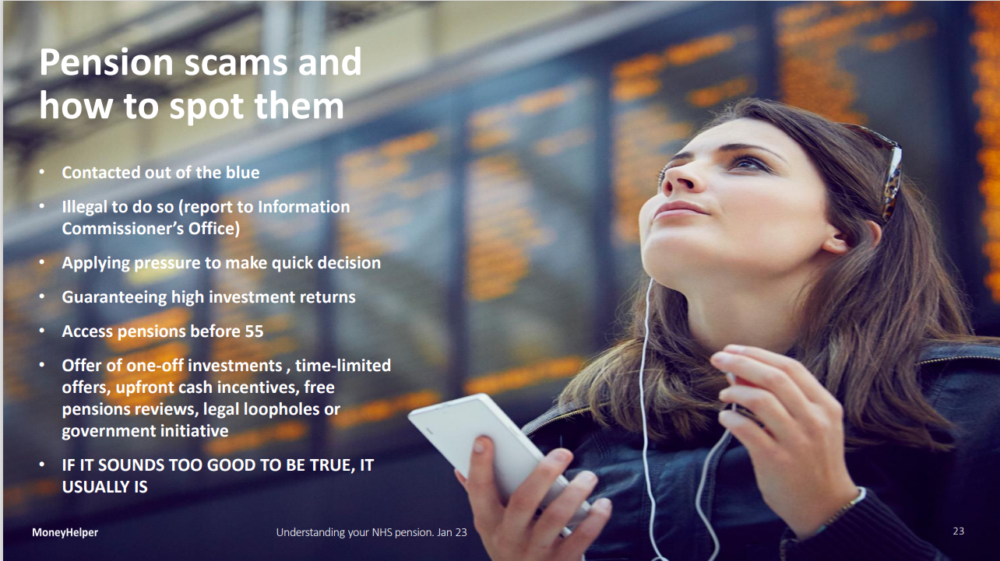 Pension scams and
how to spot them
• Contacted out of the blue
• Illegal to do so (report to Information
Commissioner’s Office)
• Applying pressure to make quick decision
• Guaranteeing high investment returns
• Access pensions before 55
• Offer of one-off investments , time-limited
offers, upfront cash incentives, free
pensions reviews, legal loopholes or
government initiative
• IF IT SOUNDS TOO GOOD TO BE TRUE, IT
USUALLY IS
MoneyHelper
Understanding your NHS pension. Jan 23
23